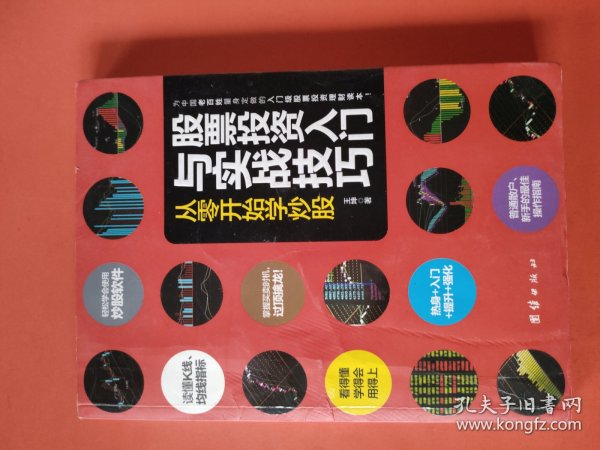 为中国老百姓量身定做的入门级股票投资理财读本!
股票投资入门
与实战技巧
从零开始学炒股
王坤 著
普通散户、
新手的最佳
操作指南
轻松学会使用
炒股软件
掌握买卖时机，
过顶擒龙!
热身+入门
+提升+强化
读懂K线、
均线指标
看得懂
学得会
用得上
团结出版社
孔夫子旧书网
www.kongfz.com